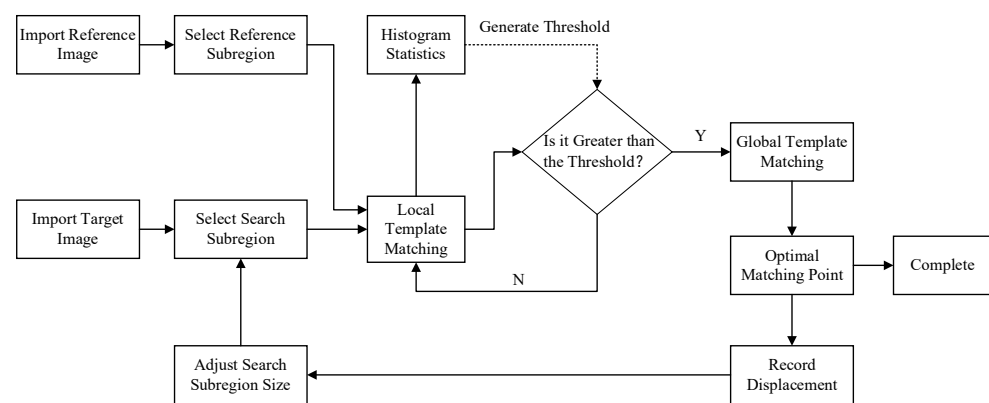 Import Reference
Image
Select Reference
Subregion
Histogram
Statistics
Generate Threshold
Is it Greater than
the Threshold?
Y
Global Template
Matching
Import Target
Image
Select Search
Subregion
Local
Template
Matching
N
Optimal
Matching Point
Complete
Adjust Search
Subregion Size
Record
Displacement